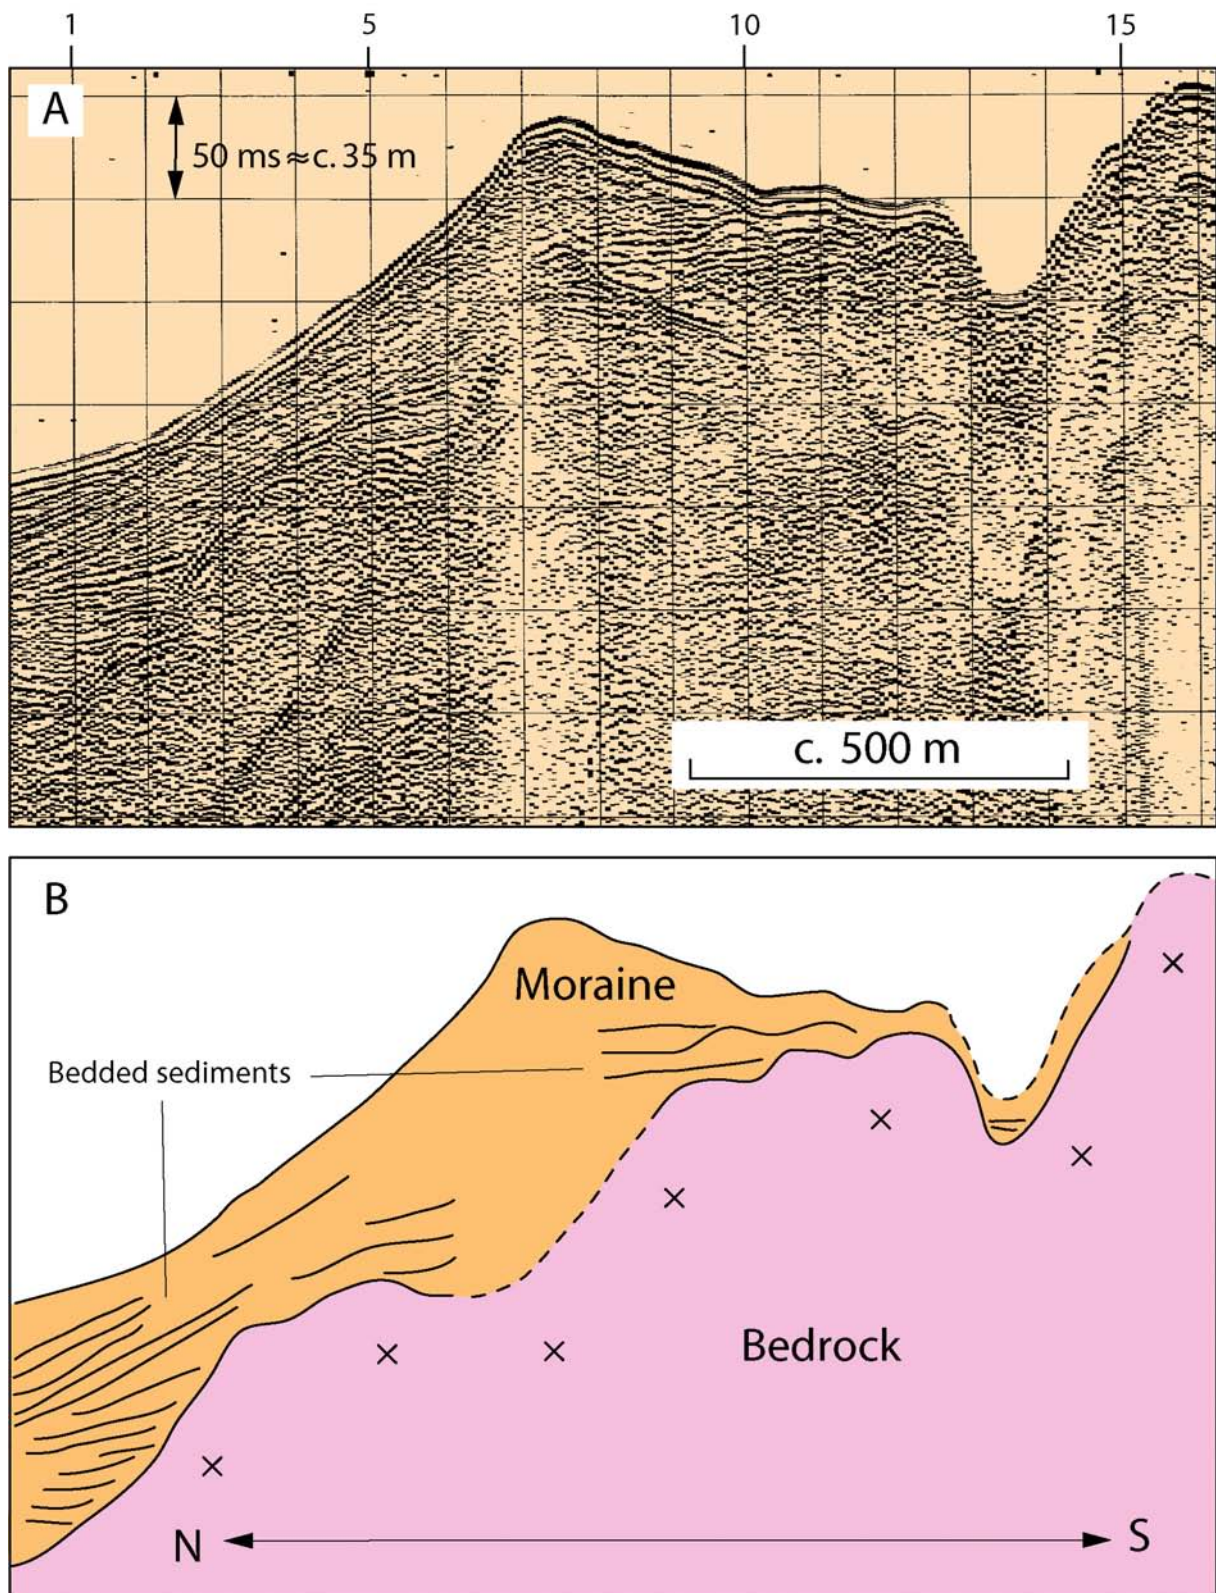 1 5 10 15
A
50 ms ≈ c. 35 m
c. 500 m
B
Moraine
Bedded sediments
Bedrock
N S